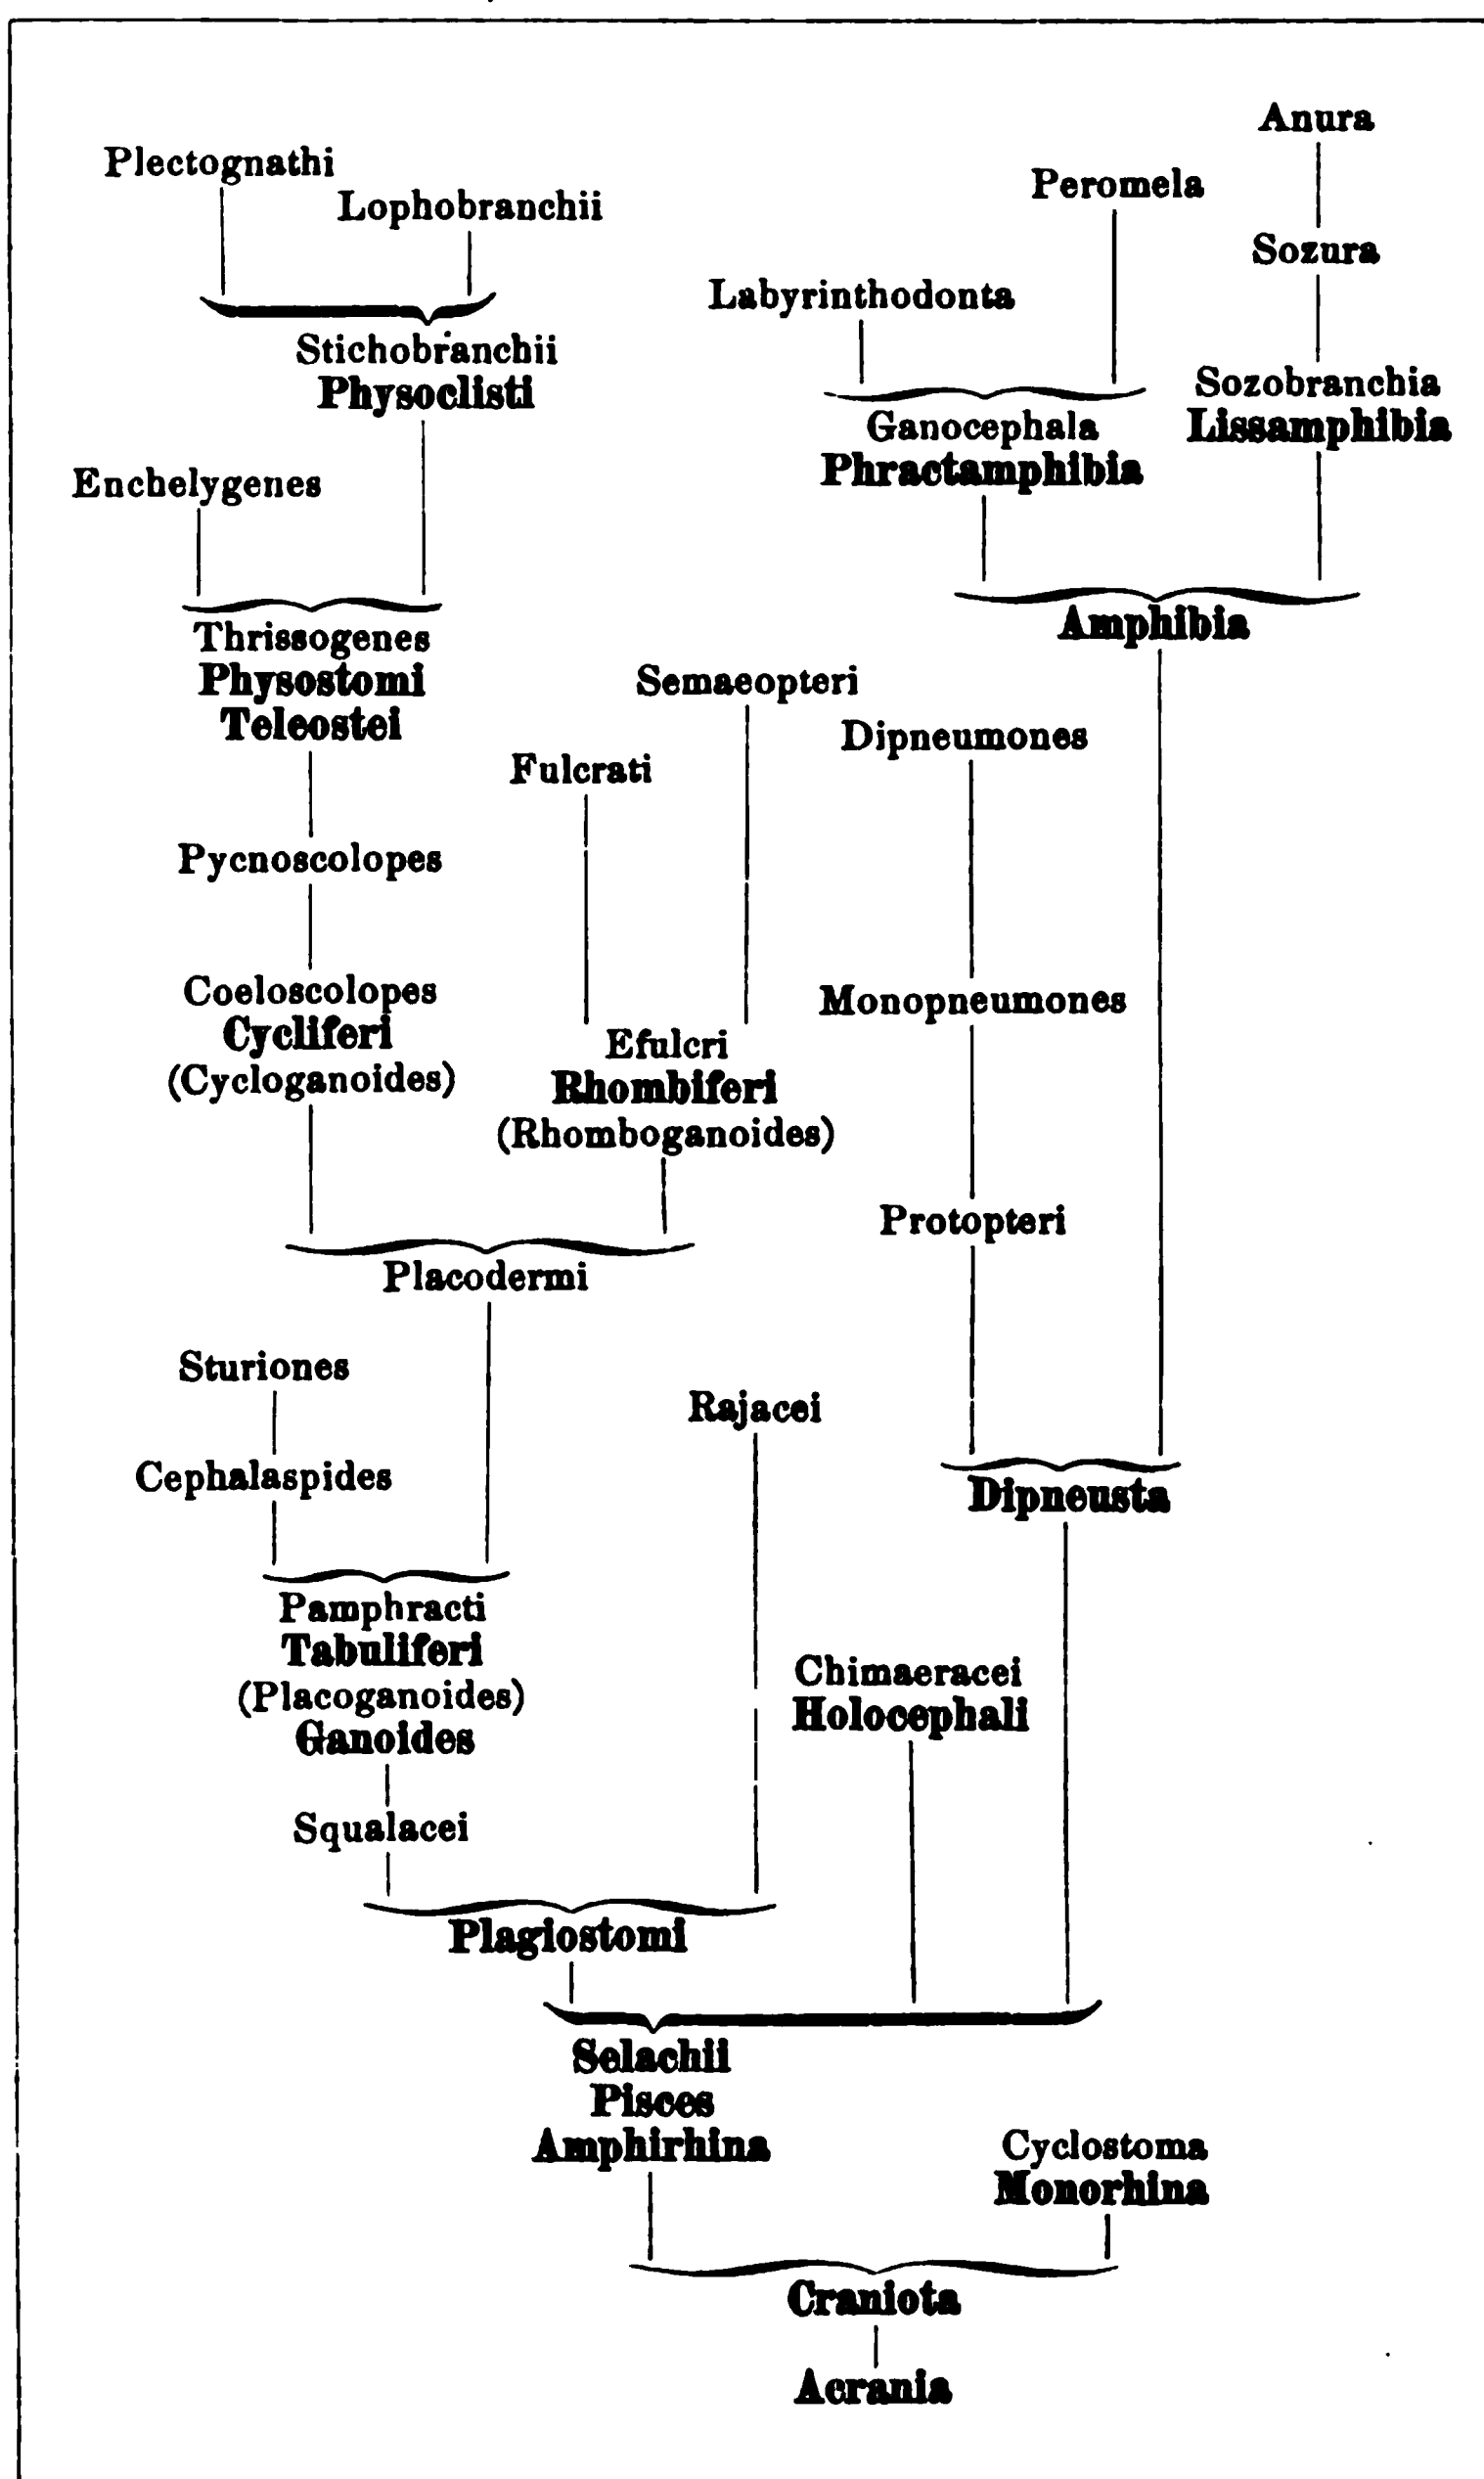 Anura
Plectognathi
Peromela
Lophobranchii
Sozura
Labyrinthodonta
Stichobranchii
Physoclisti
Sozobranchia
Lissamphibia
Ganocephala
Phractamphibia
Enchelygenes
Amphibia
Thrissogenes
Physostomi
Teleostei
Semaeopteri
Dipneumones
Fulcrati
Pycnoscolopes
Coeloscolopes
Cycliferi
(Cycloganoides)
Monopneumones
Efulcri
Rhombiferi
(Rhomboganoides)
Protopteri
Placodermi
Sturiones
Rajacei
Cephalaspides
Dipneusta
Pamphracti
Tabuliferi
(Placoganoides)
Ganoides
Chimaeracei
Holocephali
Squalacei
Plagiostomi
Selachii
Pisces
Amphirhina
Cyclostoma
Monorhina
Craniota
Acrania